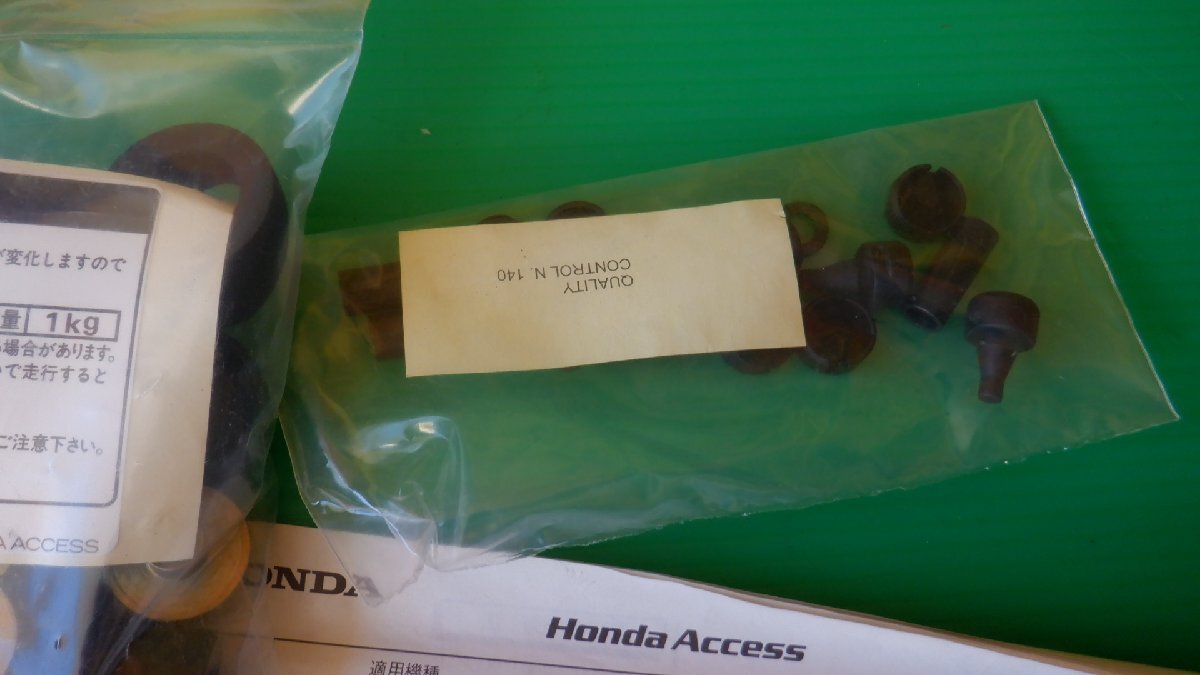 変化しますので
量 1kg
場合があります。
で走行すると
ご注意下さい。
ACCESS
QUALITY
CONTROL N. 140
HONDA
Honda Access
適用機種